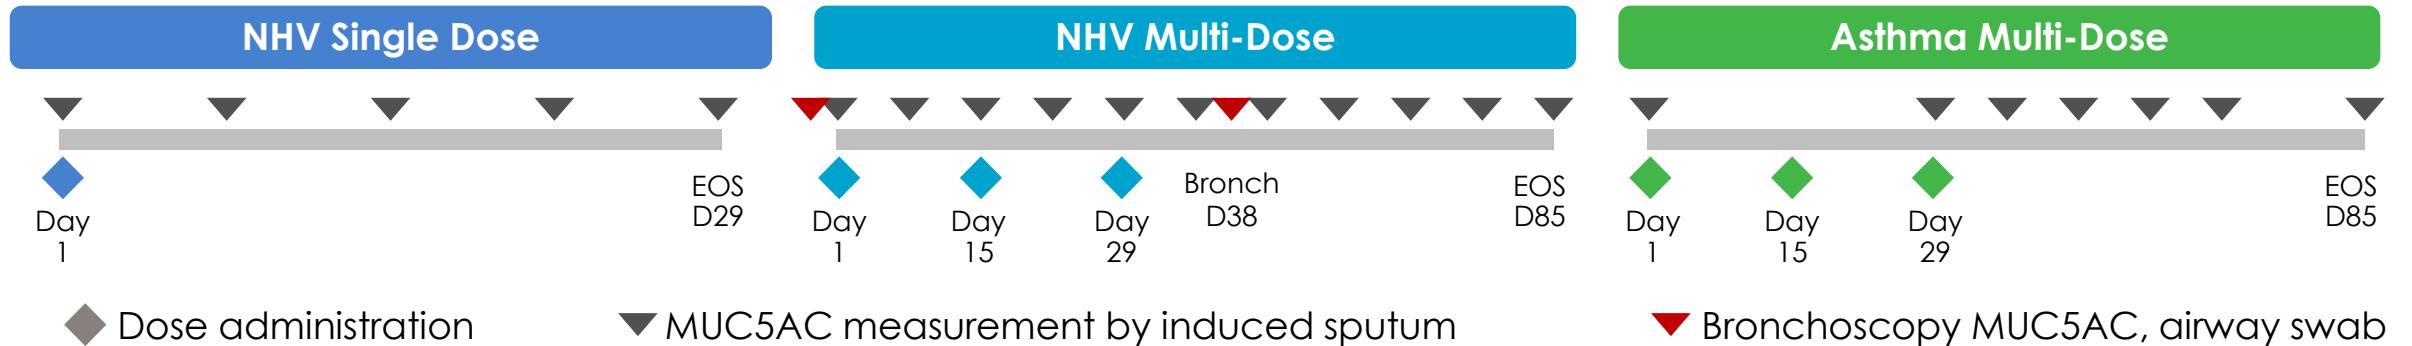 NHV Single Dose
NHV Multi-Dose
Asthma Multi-Dose
Day
1
EOS
D29
Day
1
Day
15
Day
29
Bronch
D38
EOS
D85
Day
1
Day
15
Day
29
EOS
D85
Dose administration
MUC5AC measurement by induced sputum
Bronchoscopy MUC5AC, airway swab